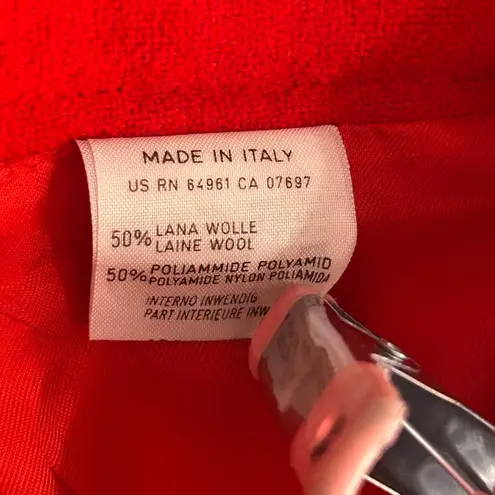 MADE IN ITALY
US RN 64961 CA 07697
50% LANA WOLLE
LAINE WOOL
50% POLIAMMIDE POLYAMID
POLYAMIDE NYLON POLIAMIDA
INTERNO INWENDIG
PART INTERIEURE